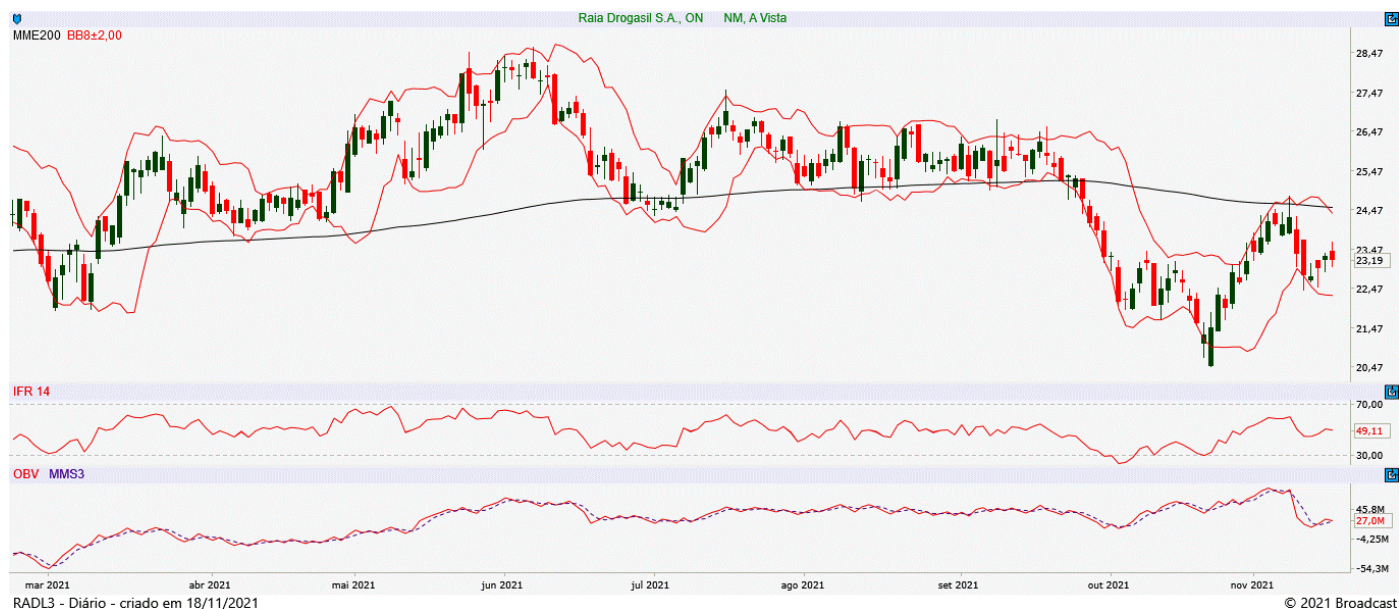 Raia Drogasil S.A., ON NM, A Vista
MME200 BB8±2,00
28,47
27,47
26,47
25,47
24,47
23,47
23,19
22,47
21,47
20,47
IFR 14
70,00
49,11
30,00
OBV MMS3
45,8M
27,0M
-4,25M
-54,3M
mar 2021 abr 2021 mai 2021 jun 2021 jul 2021 ago 2021 set 2021 out 2021 nov 2021
RADL3 - Diário - criado em 18/11/2021 © 2021 Broadcast